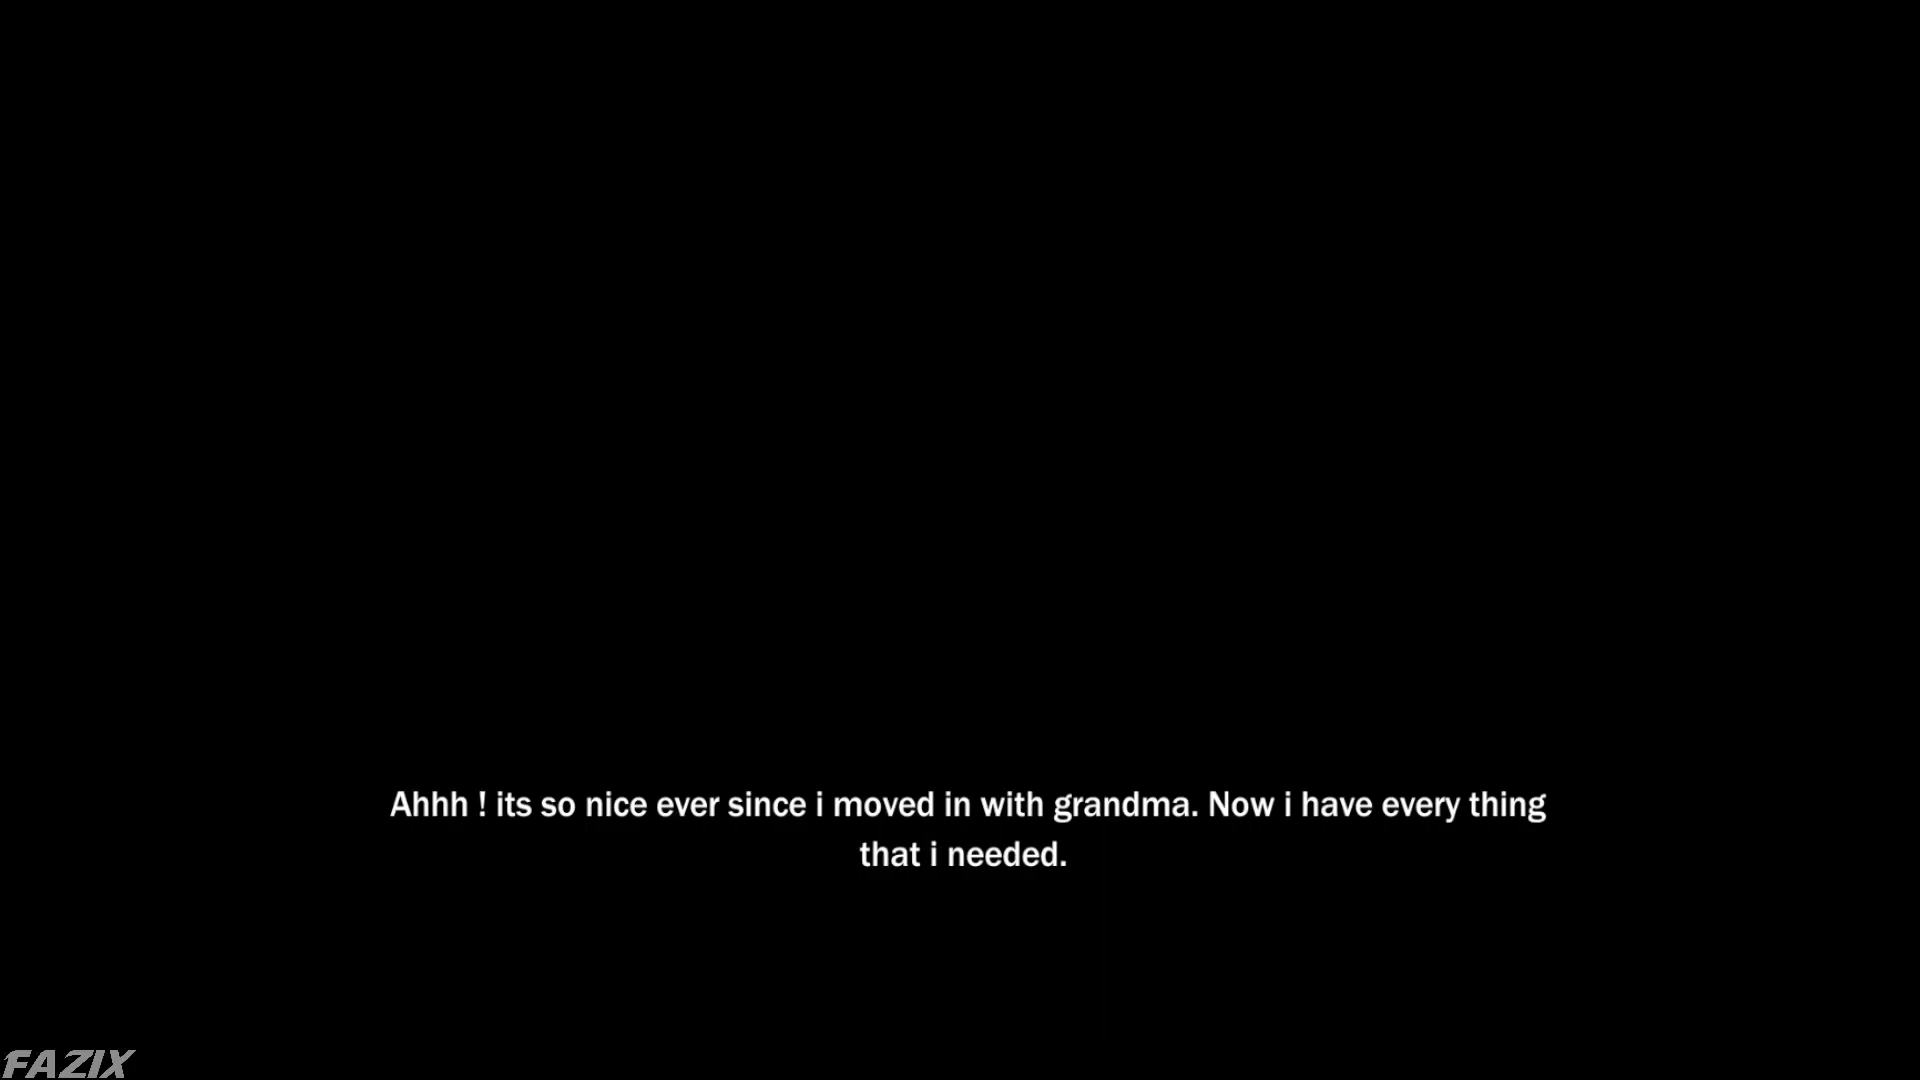 Ahhh ! its so nice ever since i moved in with grandma. Now i have every thing
that i needed.
FAZIX